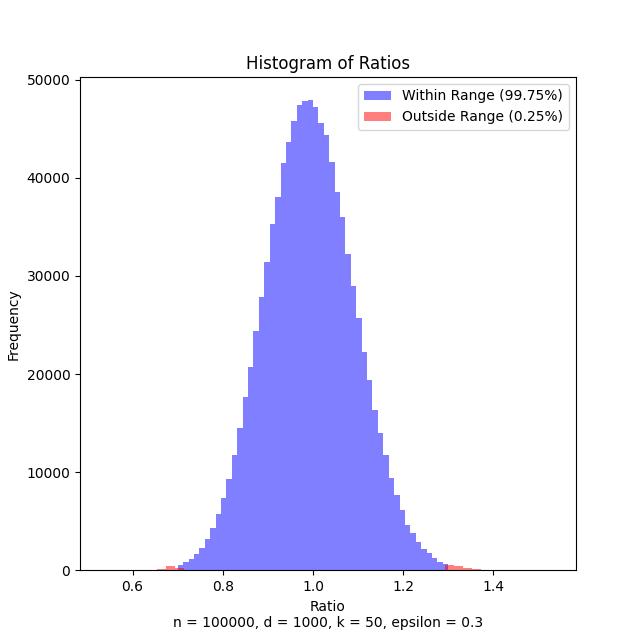 Histogram of Ratios
50000
40000
30000
20000
10000
0
Frequency
Within Range (99.75%)
Outside Range (0.25%)
0.6 0.8 1.0 1.2 1.4
Ratio
n = 100000, d = 1000, k = 50, epsilon = 0.3